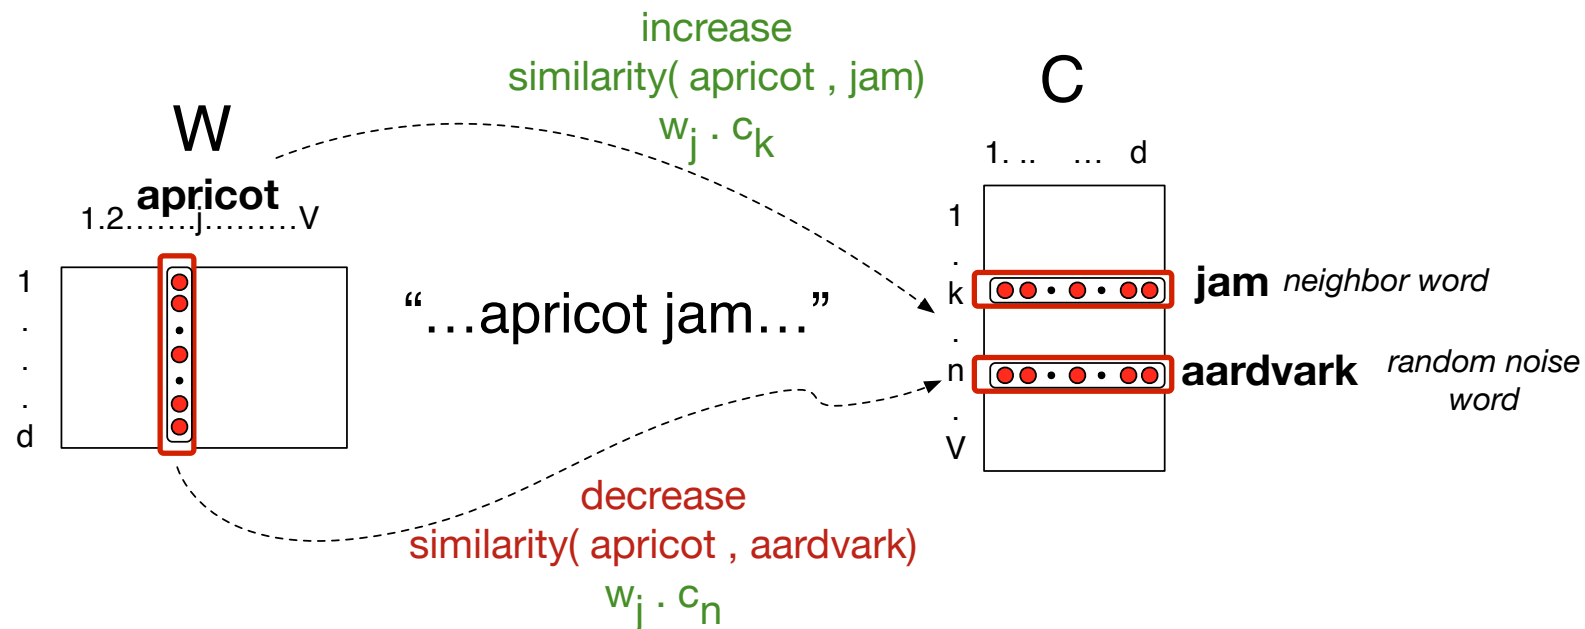 increase
similarity( apricot , jam)
wj . ck
W
apricot
1.2.......j.........V
1
.
.
.
d
“…apricot jam…”
C
1. .. … d
1
.
k
.
n
.
V
jam neighbor word
aardvark random noise
word
decrease
similarity( apricot , aardvark)
wj . cn